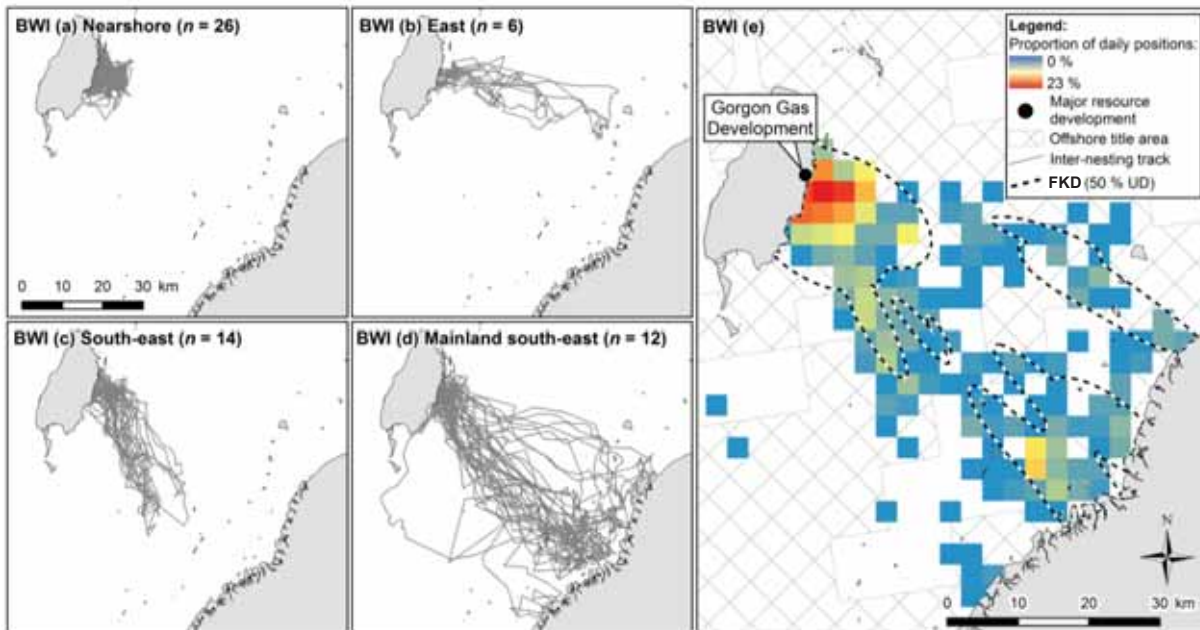 BWI (a) Nearshore (n = 26)
0 10 20 30 km
BWI (b) East (n = 6)
BWI (c) South-east (n = 14)
BWI (d) Mainland south-east (n = 12)
BWI (e)
Gorgon Gas
Development
Legend:
Proportion of daily positions:
0 %
23 %
Major resource
development
Offshore title area
Inter-nesting track
FKD (50 % UD)
N
0 10 20 30
km